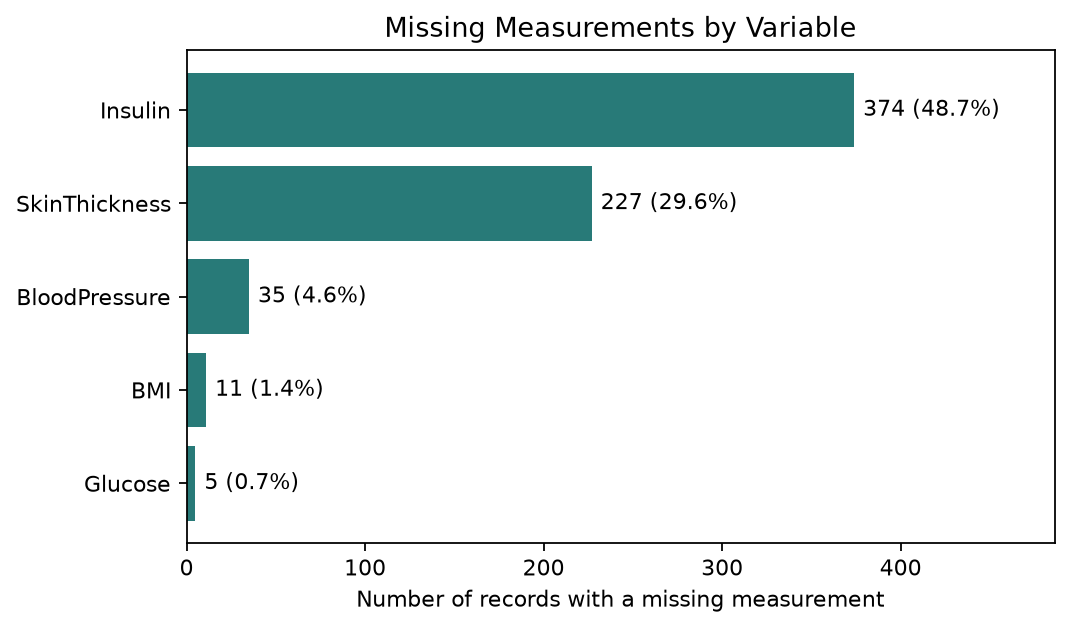 Missing Measurements by Variable
Insulin
374 (48.7%)
SkinThickness
227 (29.6%)
BloodPressure
35 (4.6%)
BMI
11 (1.4%)
Glucose
5 (0.7%)
0 100 200 300 400
Number of records with a missing measurement